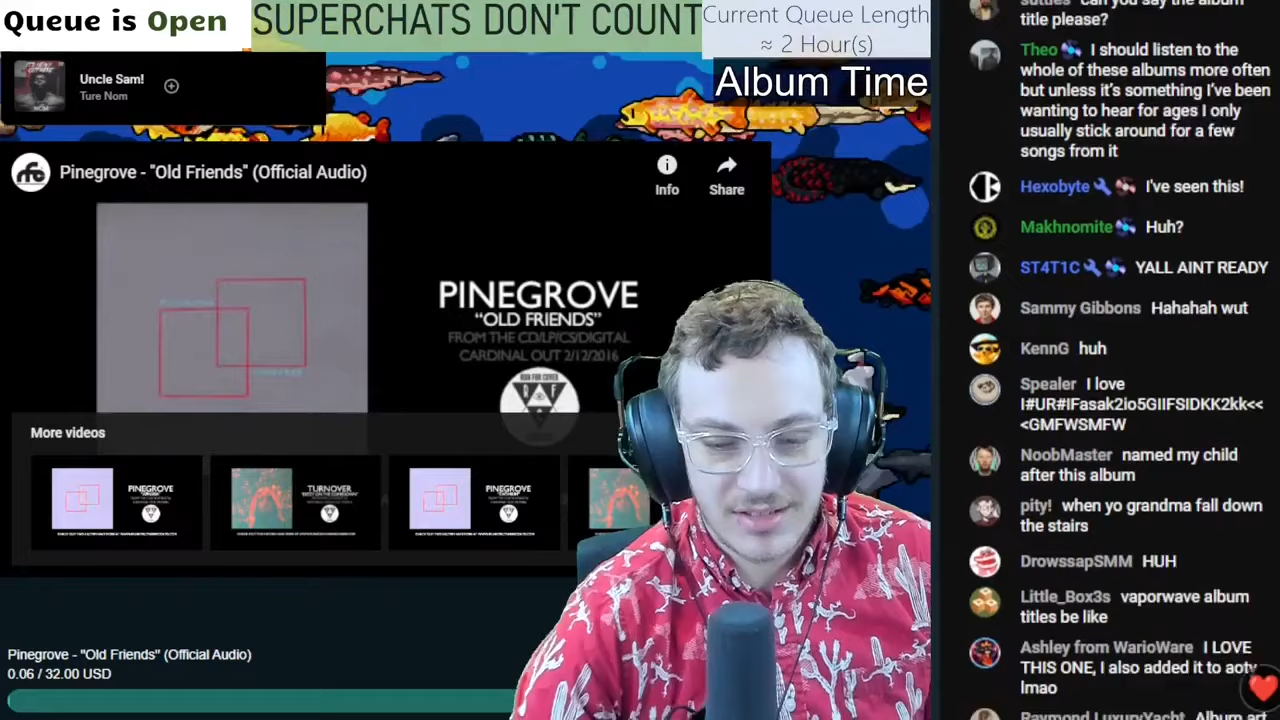 Queue is Open
SUPERCHATS DON'T COUNT
Current Queue Length
≈ 2 Hour(s)
Album Time
Uncle Sam!
Ture Nom
Pinegrove - "Old Friends" (Official Audio)
Info
Share
PINEGROVE
“OLD FRIENDS”
FROM THE CD/LP/CS/DIGITAL
CARDINAL OUT 2/12/2016
More videos
PINEGROVE
TURNOVER
PINEGROVE
Pinegrove - "Old Friends" (Official Audio)
0.06 / 32.00 USD
can you say the album
title please?
Theo I should listen to the
whole of these albums more often
but unless it's something I've been
wanting to hear for ages I only
usually stick around for a few
songs from it
Hexobyte I've seen this!
Makhnomite Huh?
ST4T1C YALL AINT READY
Sammy Gibbons Hahahah wut
KennG huh
Spealer I love
I#UR#IFasak2io5GIIFSIDKK2kk<<
<GMFWSMFW
NoobMaster named my child
after this album
pity! when yo grandma fall down
the stairs
DrowssapSMM HUH
Little_Box3s vaporwave album
titles be like
Ashley from WarioWare I LOVE
THIS ONE, I also added it to aoty
lmao
Raymond LuxuryYacht Album art